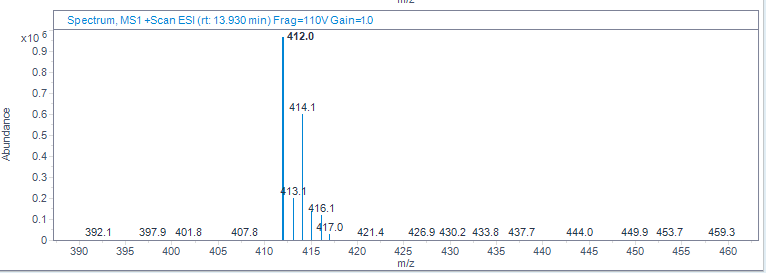 m/z
Spectrum, MS1 +Scan ESI (rt: 13.930 min) Frag=110V Gain=1.0
x10 6
412.0
0.9
0.8
0.7
414.1
0.6
0.5
0.4
0.3
413.1
0.2
416.1
0.1
417.0
392.1 397.9 401.8 407.8 421.4 426.9 430.2 433.8 437.7 444.0 449.9 453.7 459.3
0
390 395 400 405 410 415 420 425 430 435 440 445 450 455 460
m/z
Abundance